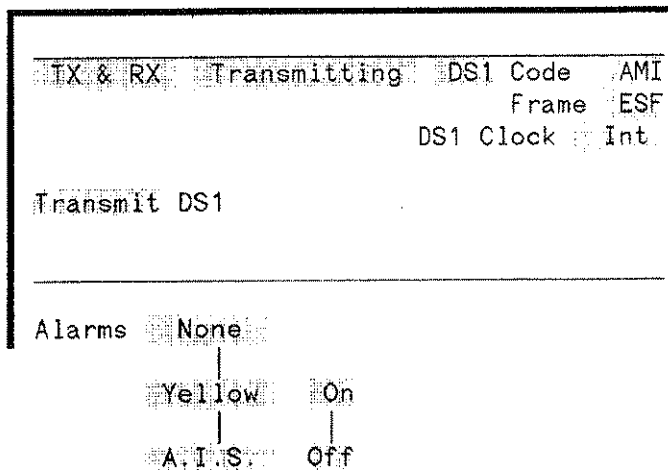 TX & RX Transmitting DS1 Code AMI
Frame ESF
DS1 Clock Int
Transmit DS1
Alarms None
Yellow On
A.I.S. Off